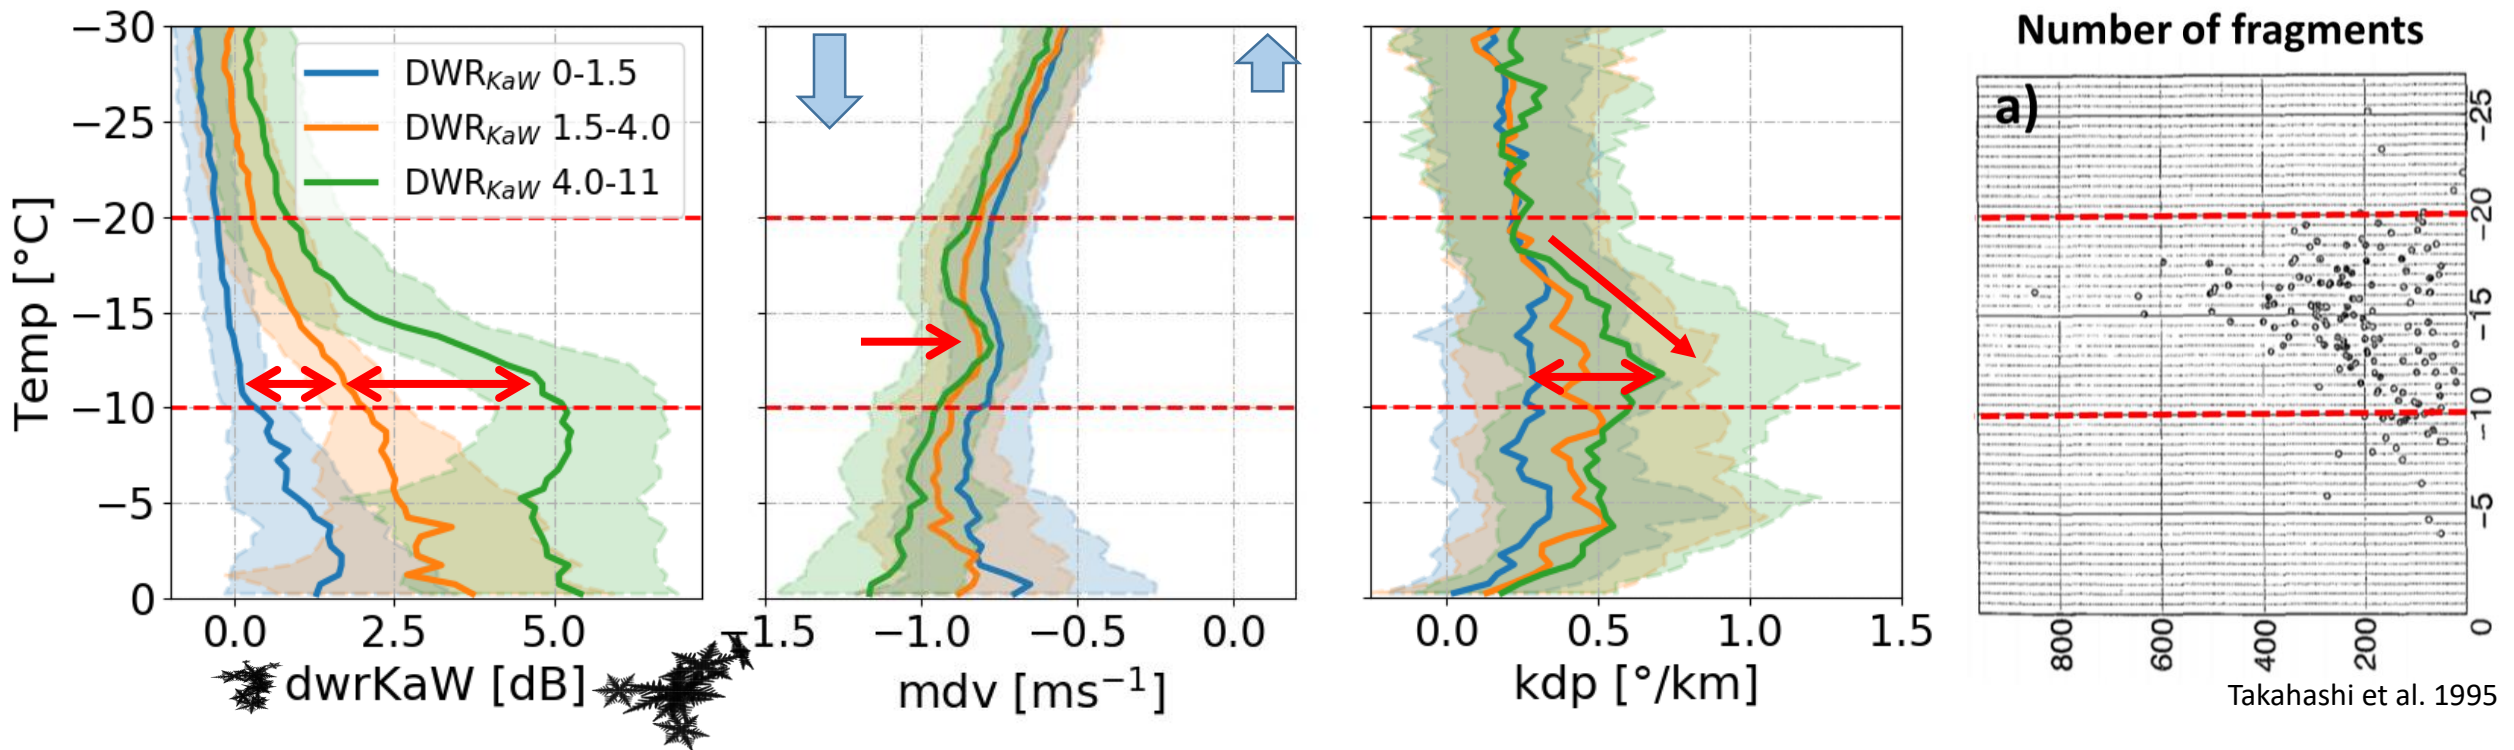 Number of fragments
Temp [°C]
−30
−25
−20
−15
−10
−5
0
DWR_KaW 0-1.5
DWR_KaW 1.5-4.0
DWR_KaW 4.0-11
0.0 2.5 5.0
dwrKaW [dB]
−1.5 −1.0 −0.5 0.0
mdv [ms⁻¹]
0.0 0.5 1.0 1.5
kdp [°/km]
a)
-25
-20
-15
-10
-5
0
800 600 400 200
Takahashi et al. 1995